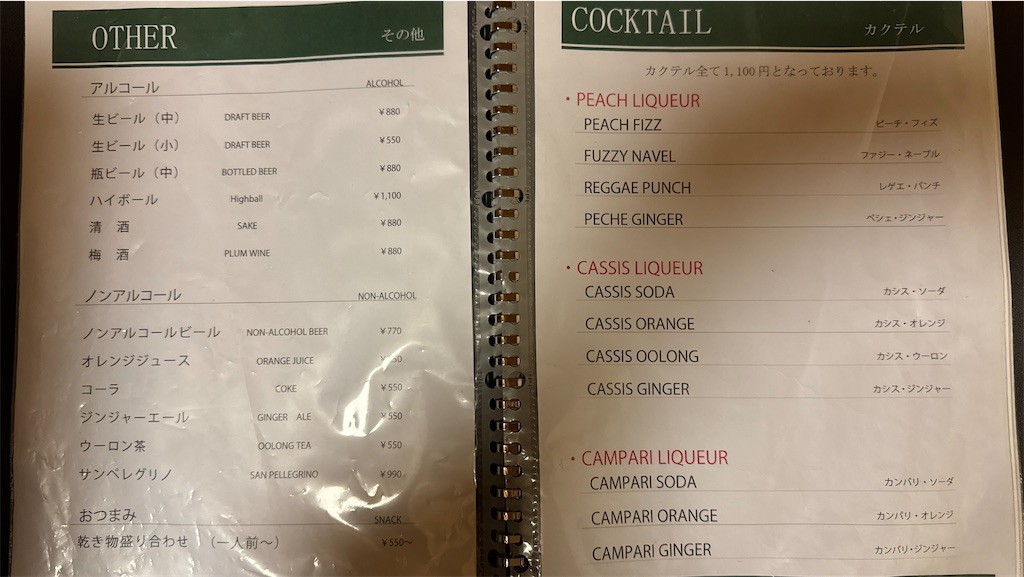 OTHER その他
アルコール ALCOHOL
生ビール（中） DRAFT BEER ¥880
生ビール（小） DRAFT BEER ¥550
瓶ビール（中） BOTTLED BEER ¥880
ハイボール Highball ¥1,100
清 酒 SAKE ¥880
梅 酒 PLUM WINE ¥880
ノンアルコール NON-ALCOHOL
ノンアルコールビール NON-ALCOHOL BEER ¥770
オレンジジュース ORANGE JUICE
コーラ COKE ¥550
ジンジャーエール GINGER ALE ¥550
ウーロン茶 OOLONG TEA ¥550
サンペレグリノ SAN PELLEGRINO ¥990
おつまみ SNACK
乾き物盛り合わせ （一人前～） ¥550～
COCKTAIL カクテル
カクテル全て1,100円となっております。
・PEACH LIQUEUR
PEACH FIZZ ピーチ・フィズ
FUZZY NAVEL ファジー・ネーブル
REGGAE PUNCH レゲエ・パンチ
PECHE GINGER ペシェ・ジンジャー
・CASSIS LIQUEUR
CASSIS SODA カシス・ソーダ
CASSIS ORANGE カシス・オレンジ
CASSIS OOLONG カシス・ウーロン
CASSIS GINGER カシス・ジンジャー
・CAMPARI LIQUEUR
CAMPARI SODA カンパリ・ソーダ
CAMPARI ORANGE カンパリ・オレンジ
CAMPARI GINGER カンパリ・ジンジャー